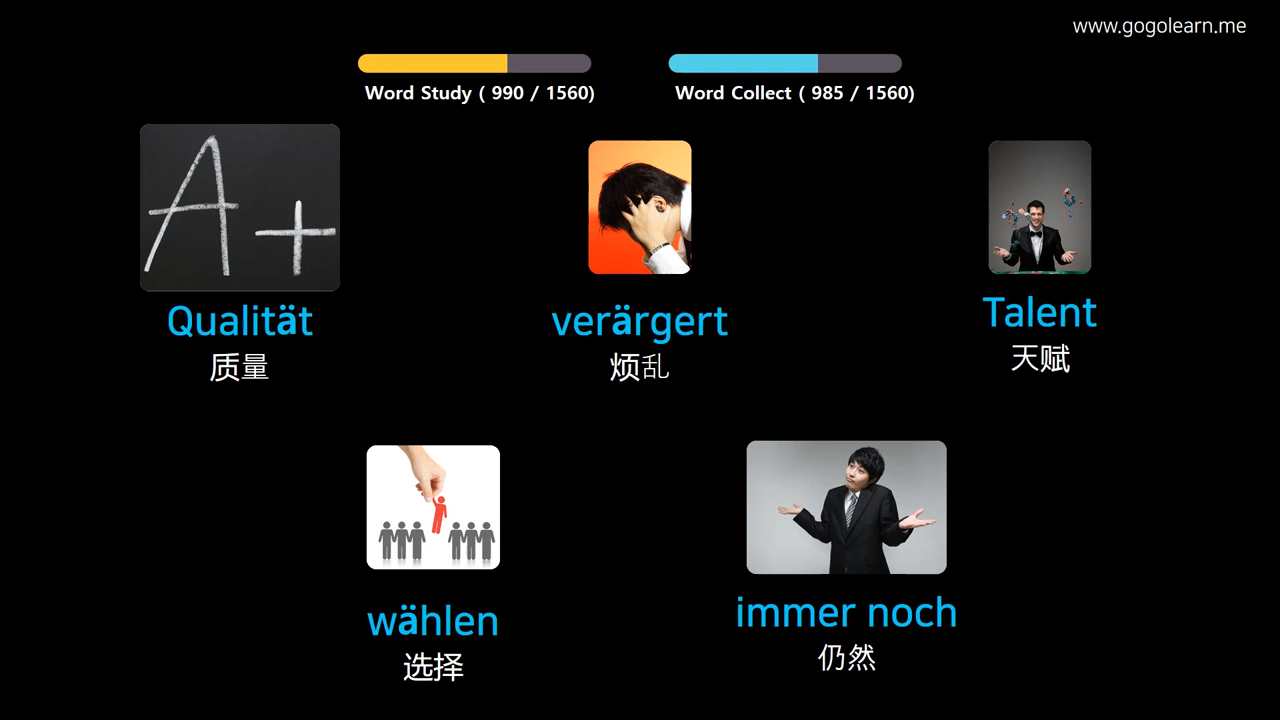 www.gogolearn.me
Word Study ( 990 / 1560)
Word Collect ( 985 / 1560)
A+
Qualität
质量
verärgert
烦乱
Talent
天赋
wählen
选择
immer noch
仍然